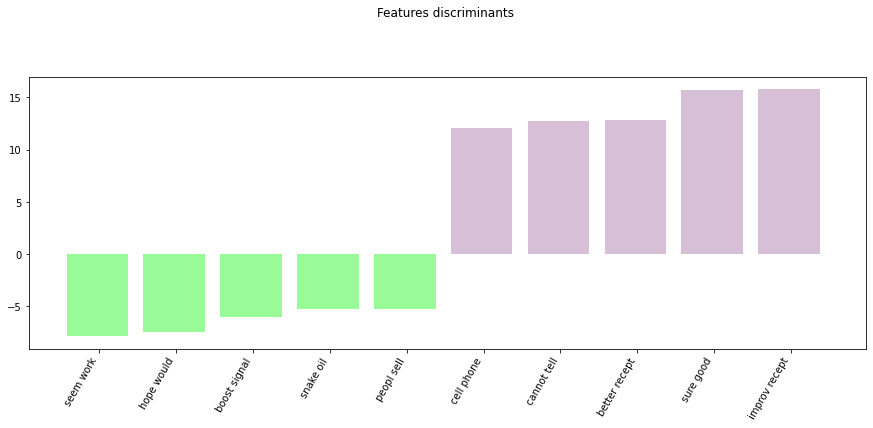 Features discriminants
15
10
5
0
−5
seem work
hope would
boost signal
snake oil
peopl sell
cell phone
cannot tell
better recept
sure good
improv recept